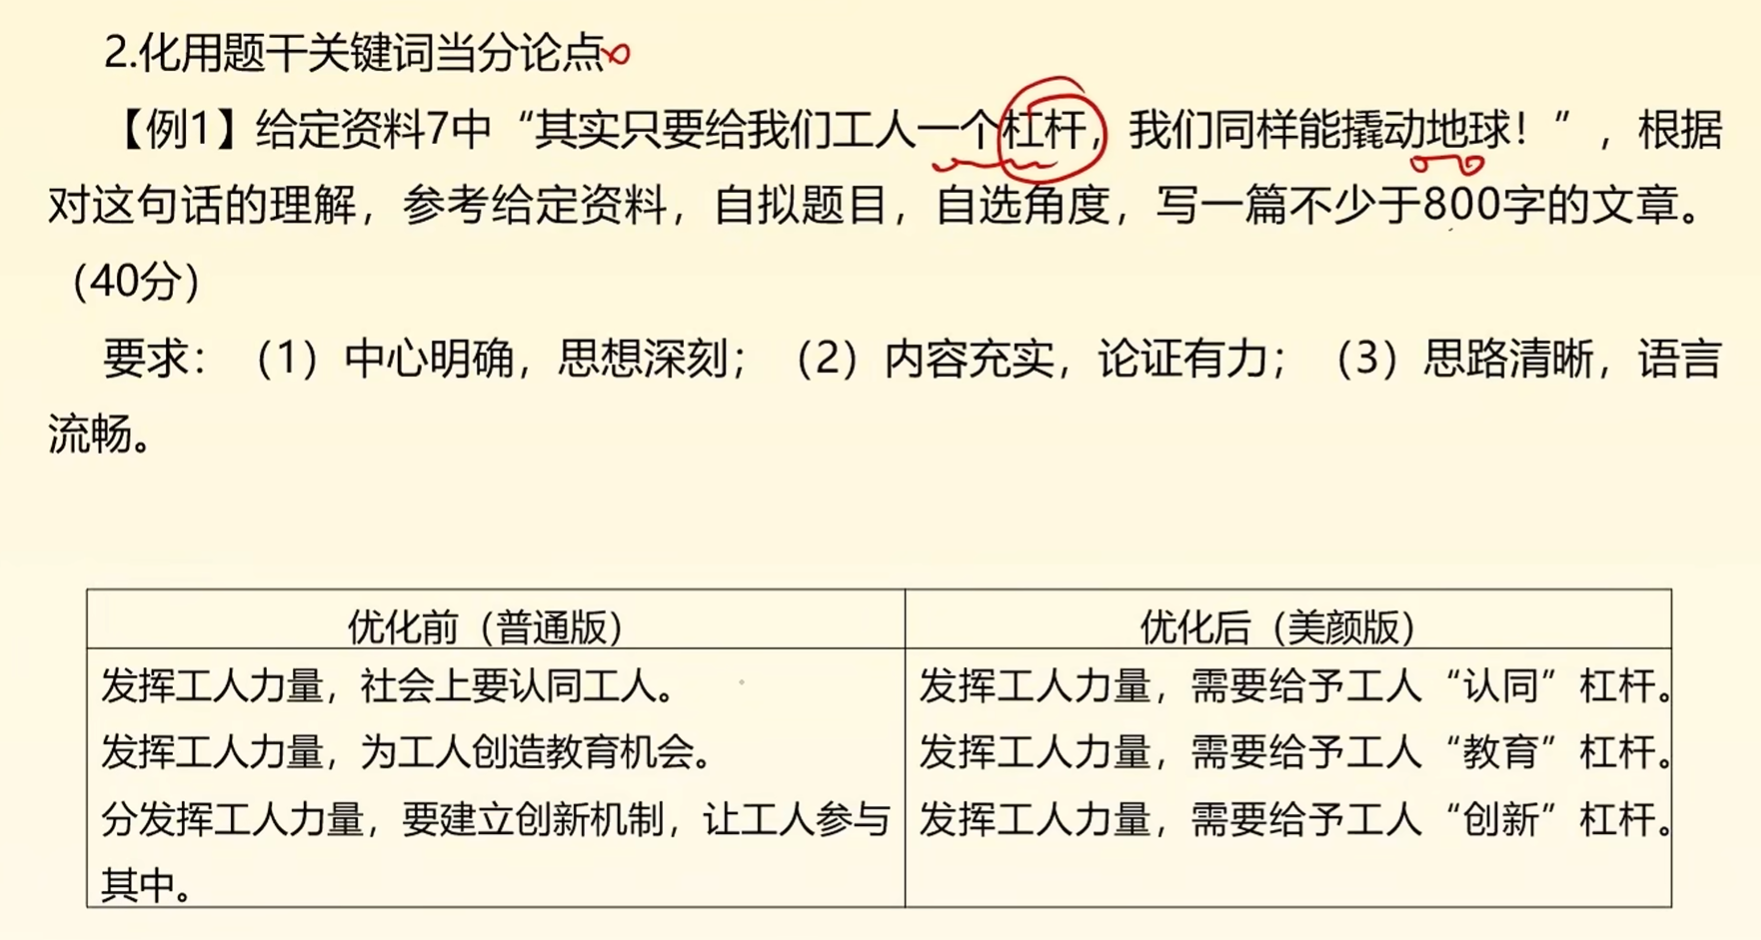 2.化用题干关键词当分论点
【例1】给定资料7中“其实只要给我们工人一个杠杆，我们同样能撬动地球！”，根据
对这句话的理解，参考给定资料，自拟题目，自选角度，写一篇不少于800字的文章。
（40分）
要求：（1）中心明确，思想深刻；（2）内容充实，论证有力；（3）思路清晰，语言
流畅。
优化前（普通版）
优化后（美颜版）
发挥工人力量，社会上要认同工人。
发挥工人力量，为工人创造教育机会。
分发挥工人力量，要建立创新机制，让工人参与
其中。
发挥工人力量，需要给予工人“认同”杠杆。
发挥工人力量，需要给予工人“教育”杠杆。
发挥工人力量，需要给予工人“创新”杠杆。